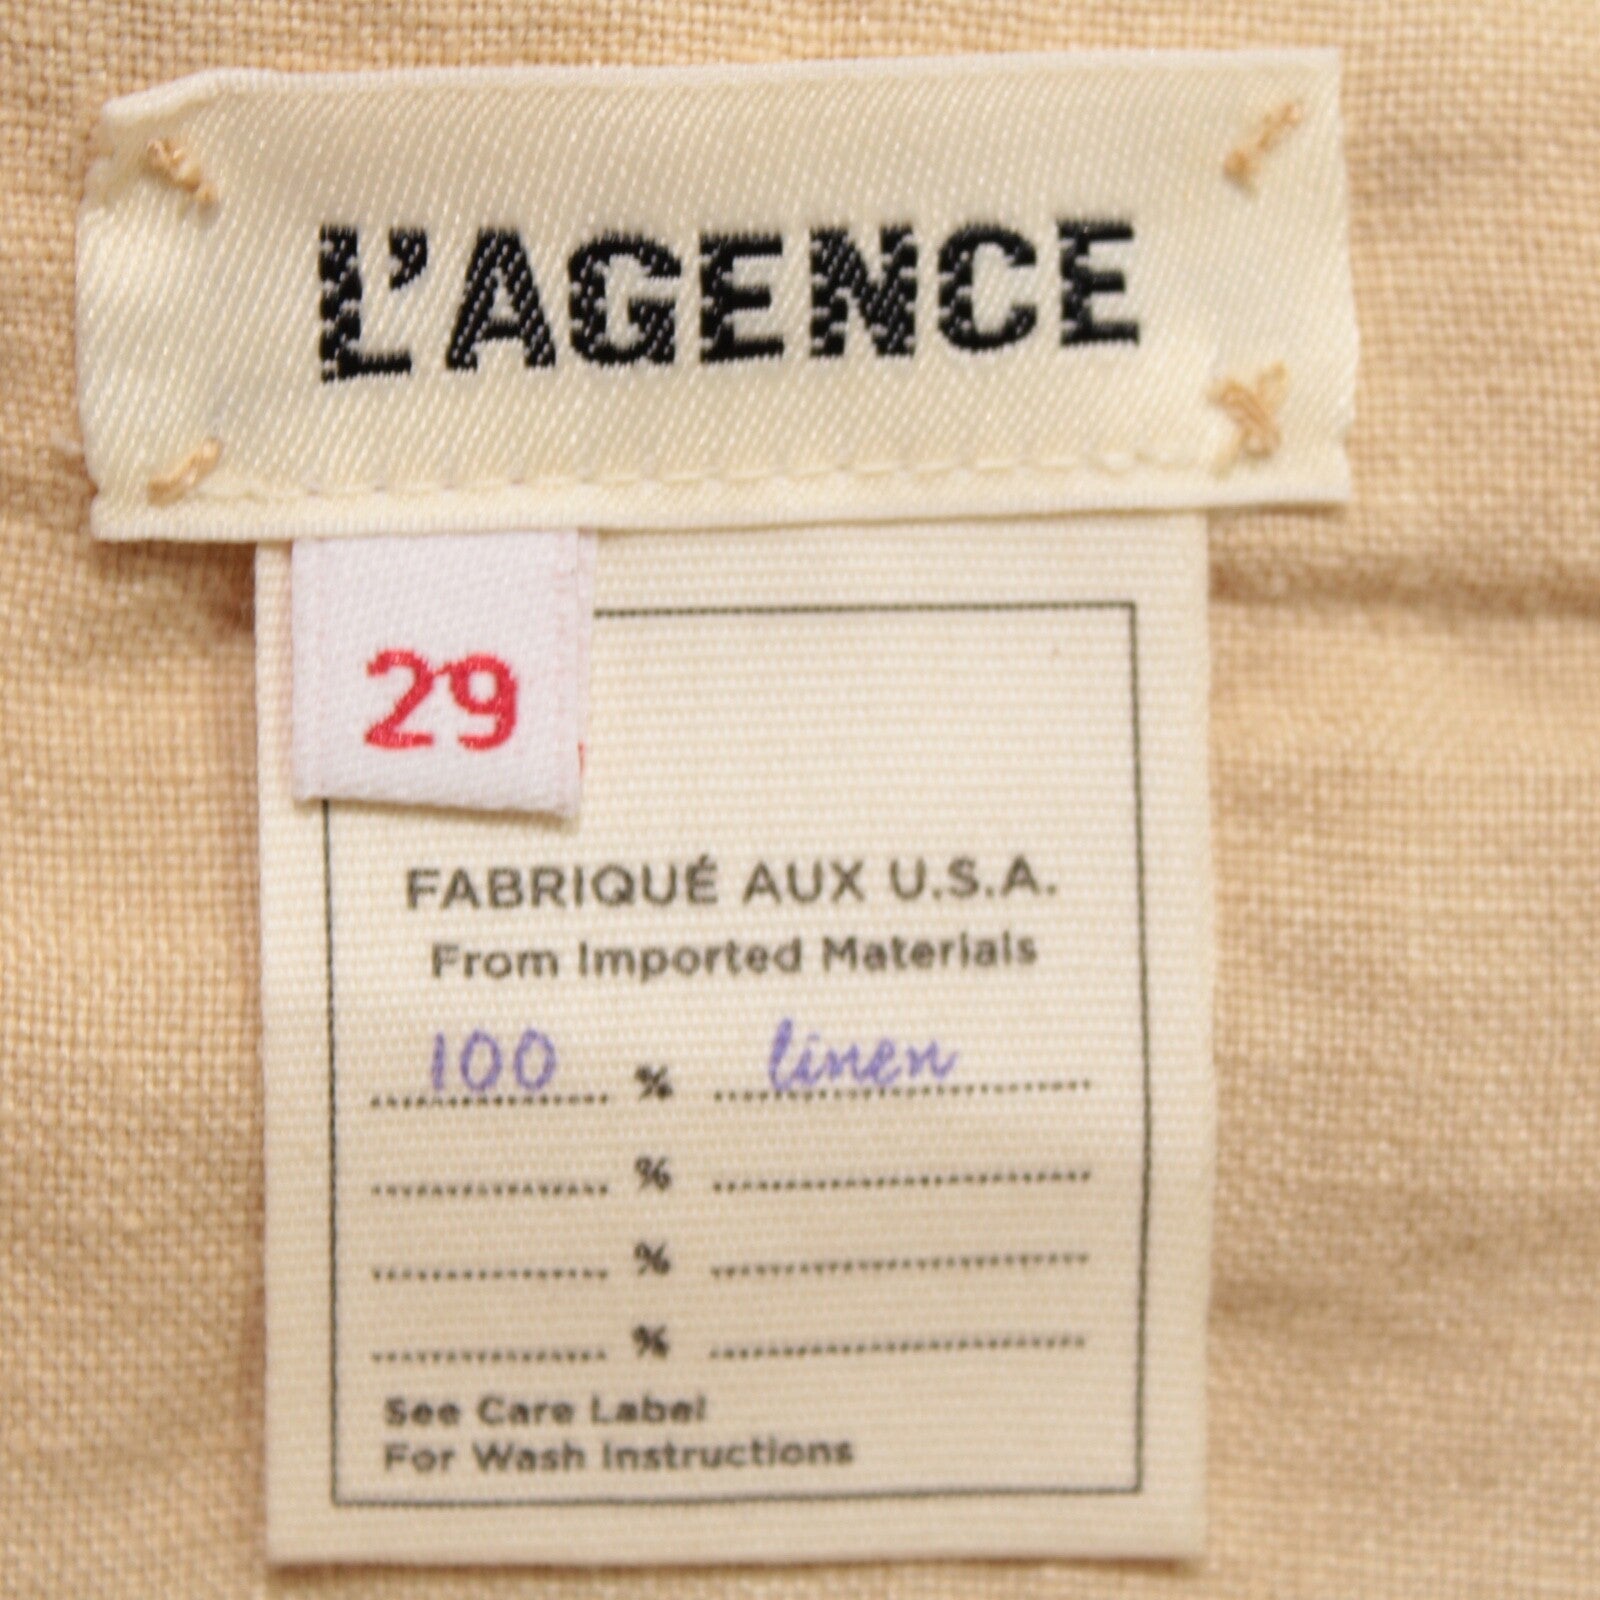 L'AGENCE
29
FABRIQUÉ AUX U.S.A.
From Imported Materials
100 % linen
%
%
%
See Care Label
For Wash Instructions